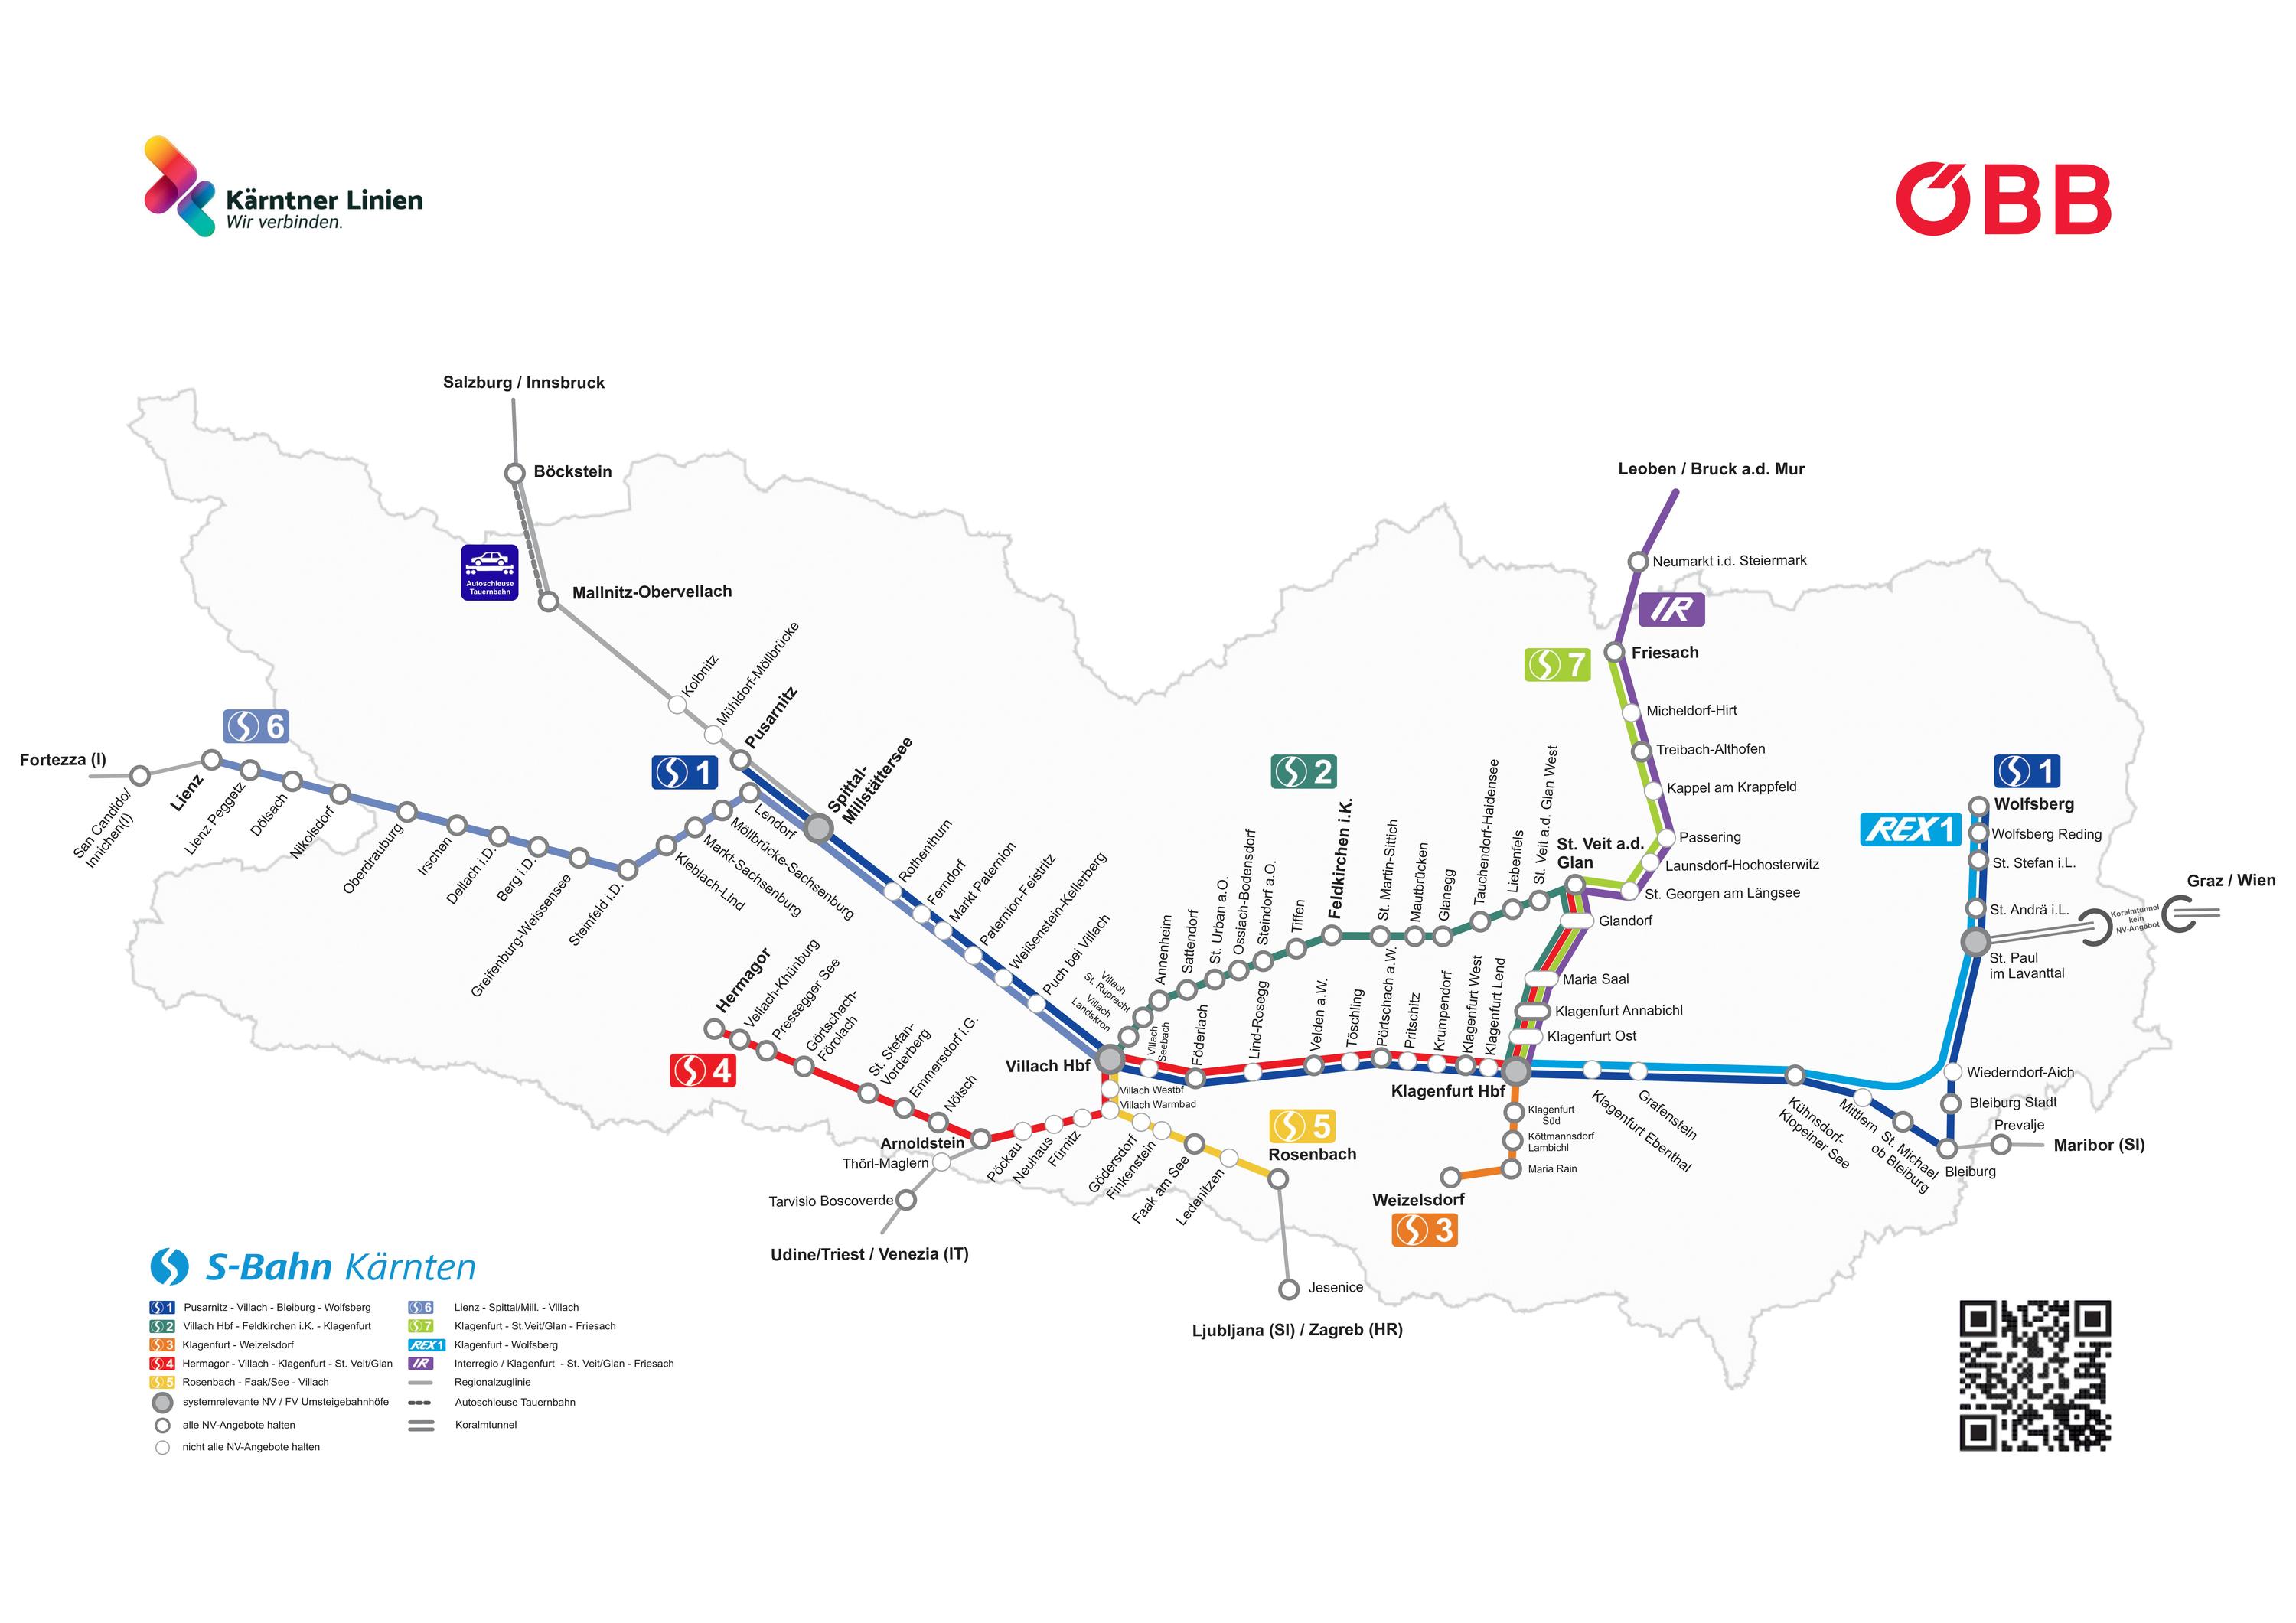 Kärntner Linien
Wir verbinden.
ÖBB
Salzburg / Innsbruck
Böckstein
Autoschleuse
Tauernbahn
Mallnitz-Obervellach
Kolbnitz
Mühldorf-Möllbrücke
Pusarnitz
S 1
Spittal-
Millstättersee
S 6
Fortezza (I)
San Candido/
Innichen(I)
Lienz
Lienz Peggetz
Dölsach
Nikolsdorf
Oberdrauburg
Irschen
Dellach i.D.
Berg i.D.
Greifenburg-Weissensee
Steinfeld i.D.
Kleblach-Lind
Markt-Sachsenburg
Möllbrücke-Sachsenburg
Lendorf
Rothenthurn
Ferndorf
Markt Paternion
Paternion-Feistritz
Weißenstein-Kellerberg
Puch bei Villach
Hermagor
Vellach-Khünburg
Pressegger See
Görtschach-
Förolach
St. Stefan-
Vorderberg
Emmersdorf i.G.
Nötsch
S 4
Arnoldstein
Thörl-Maglern
Tarvisio Boscoverde
Udine/Triest / Venezia (IT)
Pöckau
Neuhaus
Fürnitz
Villach Hbf
Villach Westbf
Villach Warmbad
Gödersdorf
Finkenstein
Faak am See
Ledenitzen
S 5
Rosenbach
Jesenice
Ljubljana (SI) / Zagreb (HR)
S 2
Villach
St. Ruprecht
Villach
Landskron
Annenheim
Sattendorf
St. Urban a.O.
Ossiach-Bodensdorf
Steindorf a.O.
Tiffen
Feldkirchen i.K.
St. Martin-Sittich
Mautbrücken
Glanegg
Tauchendorf-Haidensee
Liebenfels
St. Veit a.d. Glan West
St. Veit a.d.
Glan
Villach
Seebach
Föderlach
Lind-Rosegg
Velden a.W.
Töschling
Pörtschach a.W.
Pritschitz
Krumpendorf
Klagenfurt West
Klagenfurt Lend
Klagenfurt Hbf
Leoben / Bruck a.d. Mur
Neumarkt i.d. Steiermark
IR
Friesach
S 7
Micheldorf-Hirt
Treibach-Althofen
Kappel am Krappfeld
Passering
Launsdorf-Hochosterwitz
St. Georgen am Längsee
Glandorf
Maria Saal
Klagenfurt Annabichl
Klagenfurt Ost
Klagenfurt
Süd
Köttmannsdorf
Lambichl
Maria Rain
Weizelsdorf
S 3
Klagenfurt Ebenthal
Grafenstein
Kühnsdorf-
Klopeiner See
Mittlern
St. Michael
ob Bleiburg
Bleiburg
Prevalje
Maribor (SI)
Bleiburg Stadt
Wiederndorf-Aich
S 1
REX 1
Wolfsberg
Wolfsberg Reding
St. Stefan i.L.
St. Andrä i.L.
St. Paul
im Lavanttal
Koralmtunnel
kein
NV-Angebot
Graz / Wien
S-Bahn Kärnten
S 1 Pusarnitz - Villach - Bleiburg - Wolfsberg
S 2 Villach Hbf - Feldkirchen i.K. - Klagenfurt
S 3 Klagenfurt - Weizelsdorf
S 4 Hermagor - Villach - Klagenfurt - St. Veit/Glan
S 5 Rosenbach - Faak/See - Villach
systemrelevante NV / FV Umsteigebahnhöfe
alle NV-Angebote halten
nicht alle NV-Angebote halten
S 6 Lienz - Spittal/Mill. - Villach
S 7 Klagenfurt - St.Veit/Glan - Friesach
REX 1 Klagenfurt - Wolfsberg
IR Interregio / Klagenfurt - St. Veit/Glan - Friesach
Regionalzuglinie
Autoschleuse Tauernbahn
Koralmtunnel